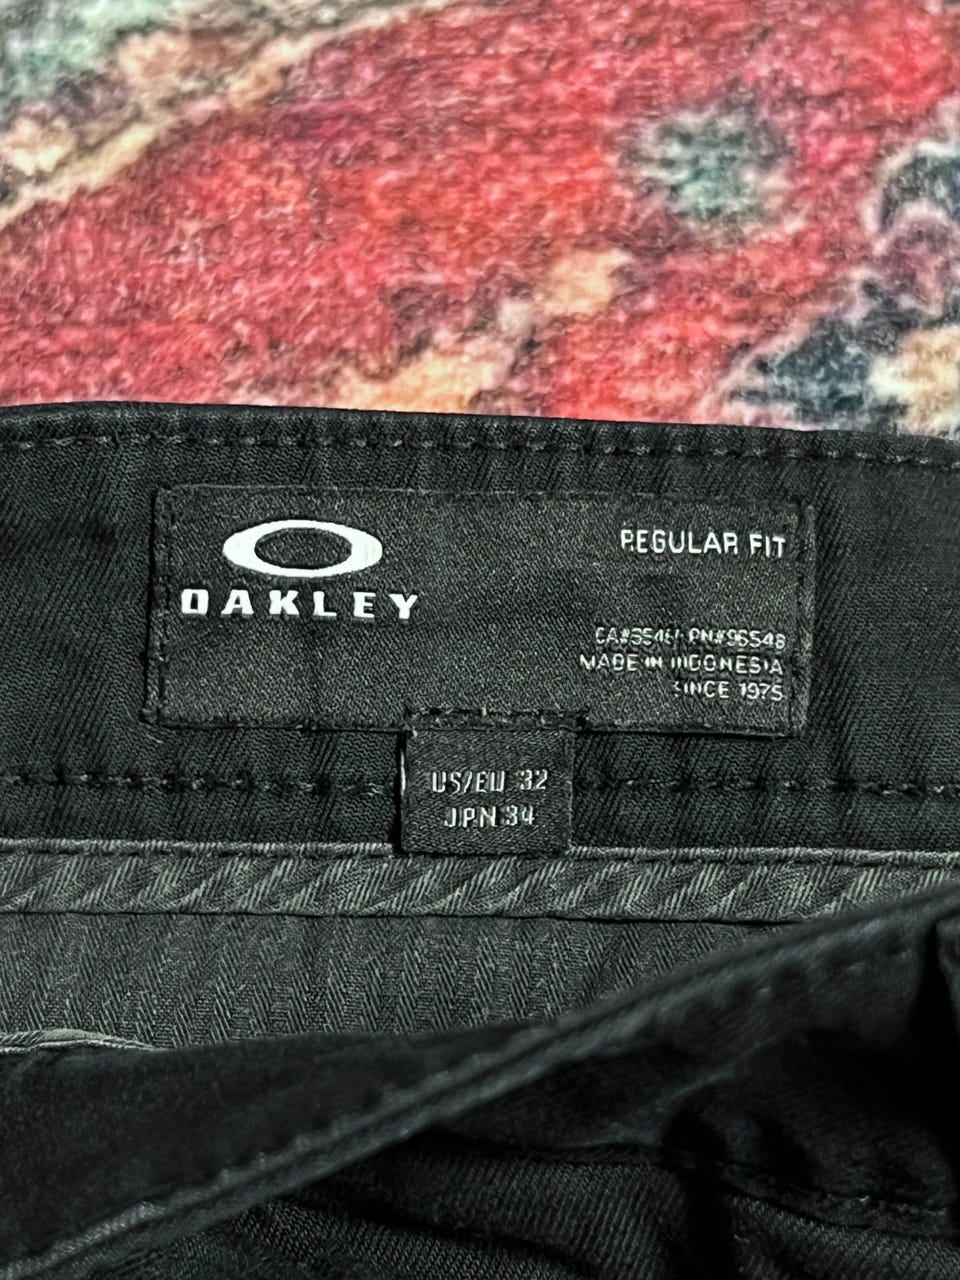 OAKLEY
REGULAR FIT
MADE IN INDONESIA
SINCE 1975
US/EU 32
JPN 34